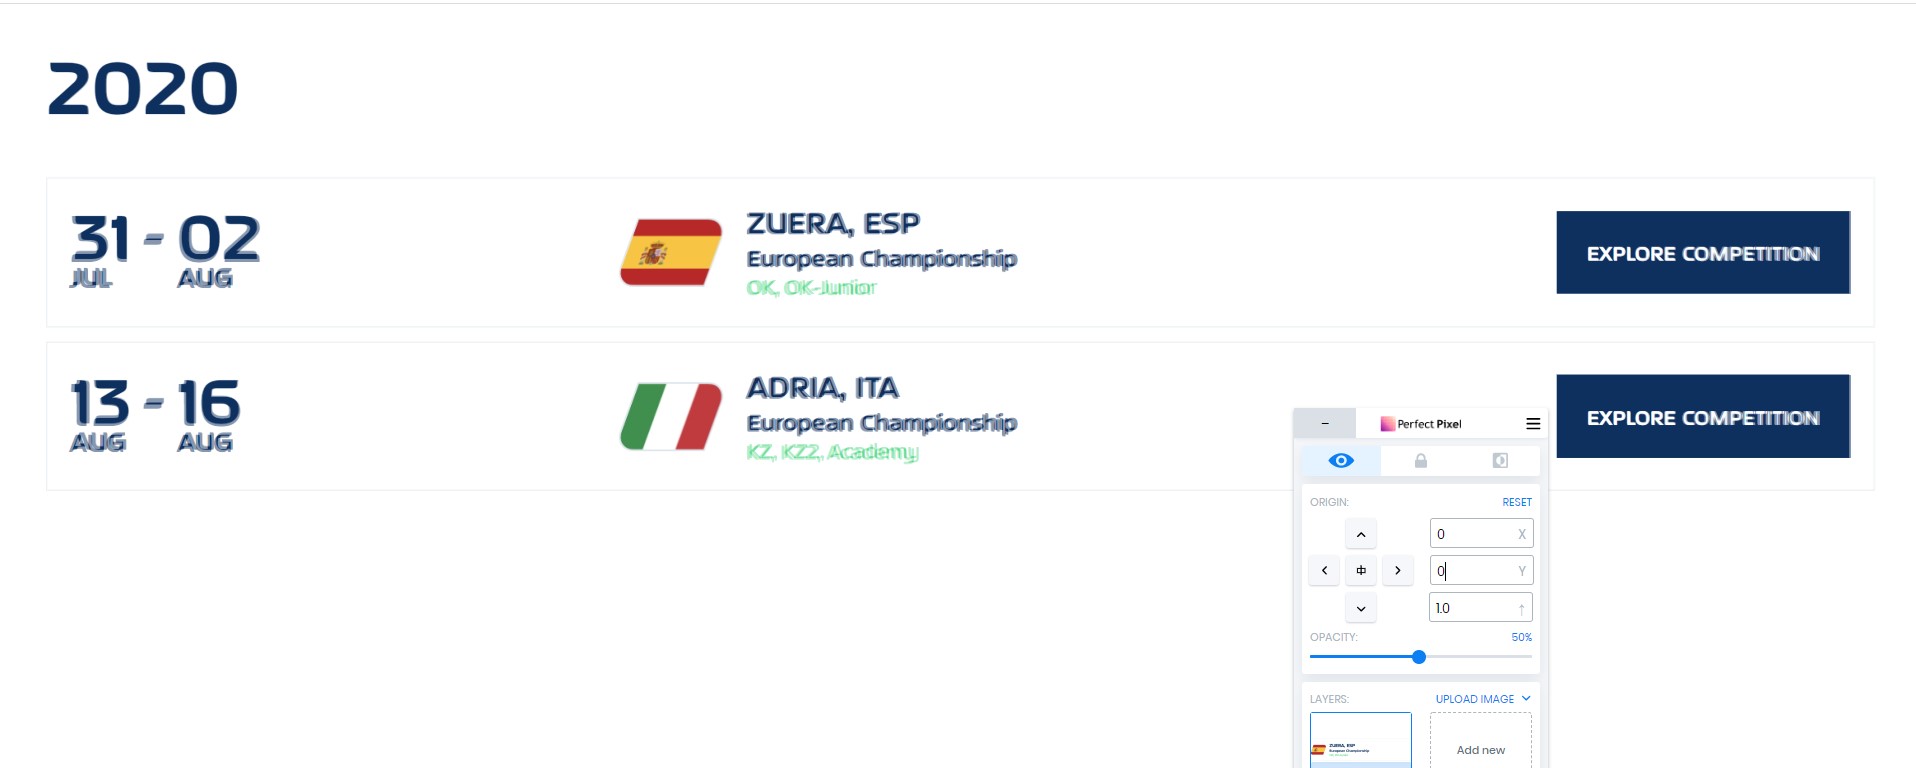 2020
31 - 02
JUL AUG
ZUERA, ESP
European Championship
OK, OK-Junior
EXPLORE COMPETITION
13 - 16
AUG AUG
ADRIA, ITA
European Championship
KZ, KZ2, Academy
EXPLORE COMPETITION
– Perfect Pixel
ORIGIN: RESET
0 X
0 Y
1.0
OPACITY: 50%
LAYERS: UPLOAD IMAGE
ZUERA, ESP
European Championship
Add new